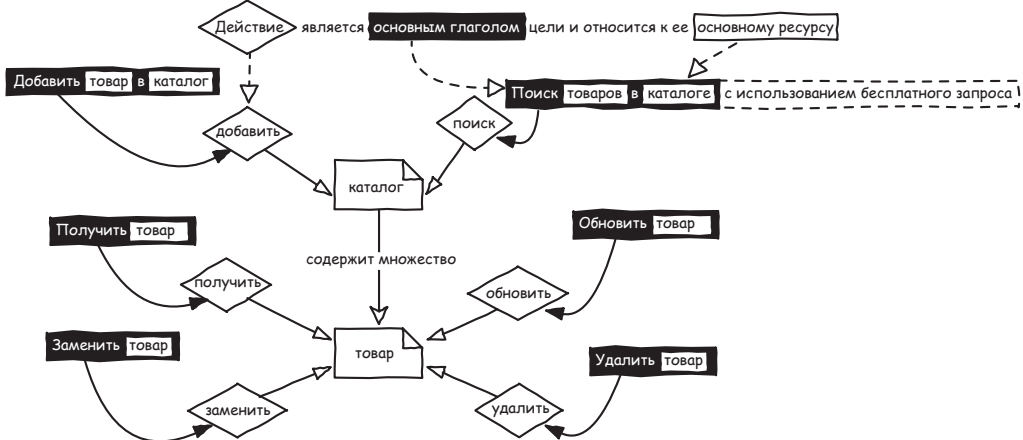 Действие является основным глаголом цели и относится к ее основному ресурсу
Добавить товар в каталог
Поиск товаров в каталоге с использованием бесплатного запроса
добавить
поиск
каталог
Получить товар
Обновить товар
содержит множество
получить
обновить
Заменить товар
товар
Удалить товар
заменить
удалить